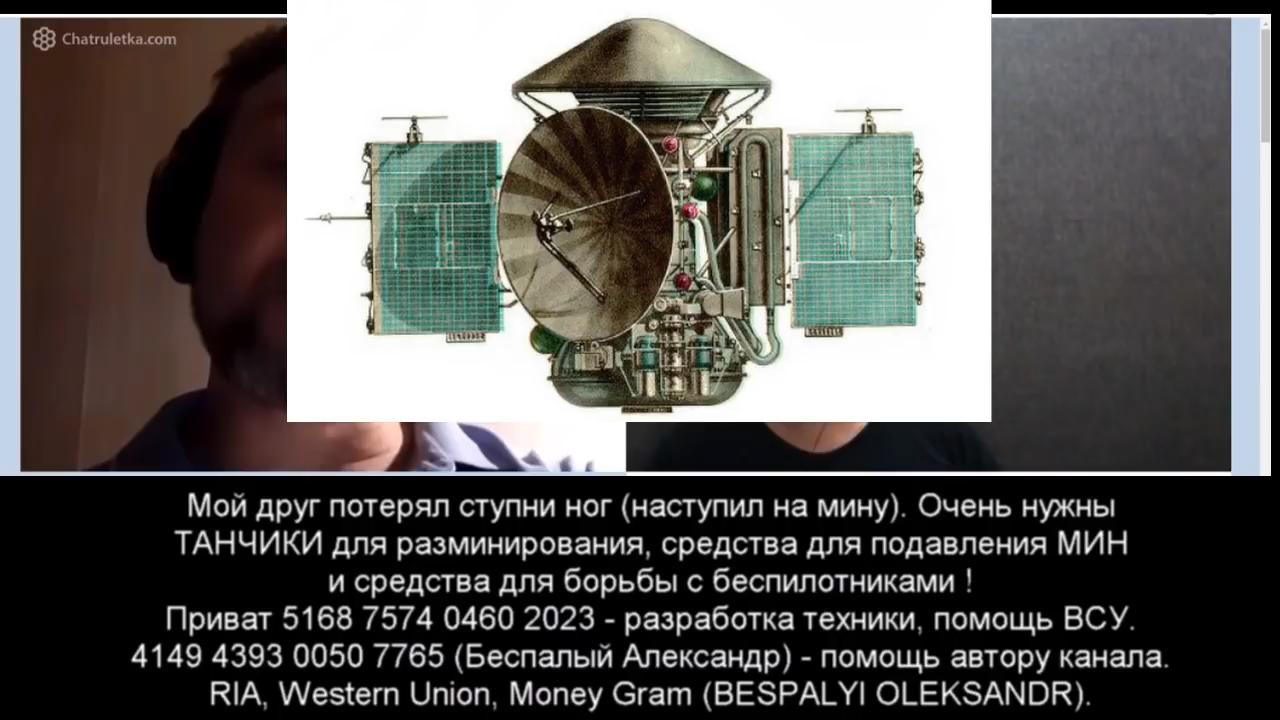 Chatruletka.com
Мой друг потерял ступни ног (наступил на мину). Очень нужны
ТАНЧИКИ для разминирования, средства для подавления МИН
и средства для борьбы с беспилотниками !
Приват 5168 7574 0460 2023 - разработка техники, помощь ВСУ.
4149 4393 0050 7765 (Беспалый Александр) - помощь автору канала.
RIA, Western Union, Money Gram (BESPALYI OLEKSANDR).